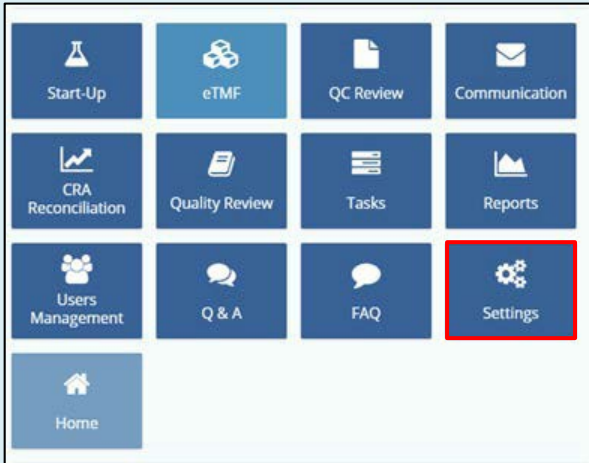 Start-Up
eTMF
QC Review
Communication
CRA
Reconciliation
Quality Review
Tasks
Reports
Users
Management
Q & A
FAQ
Settings
Home